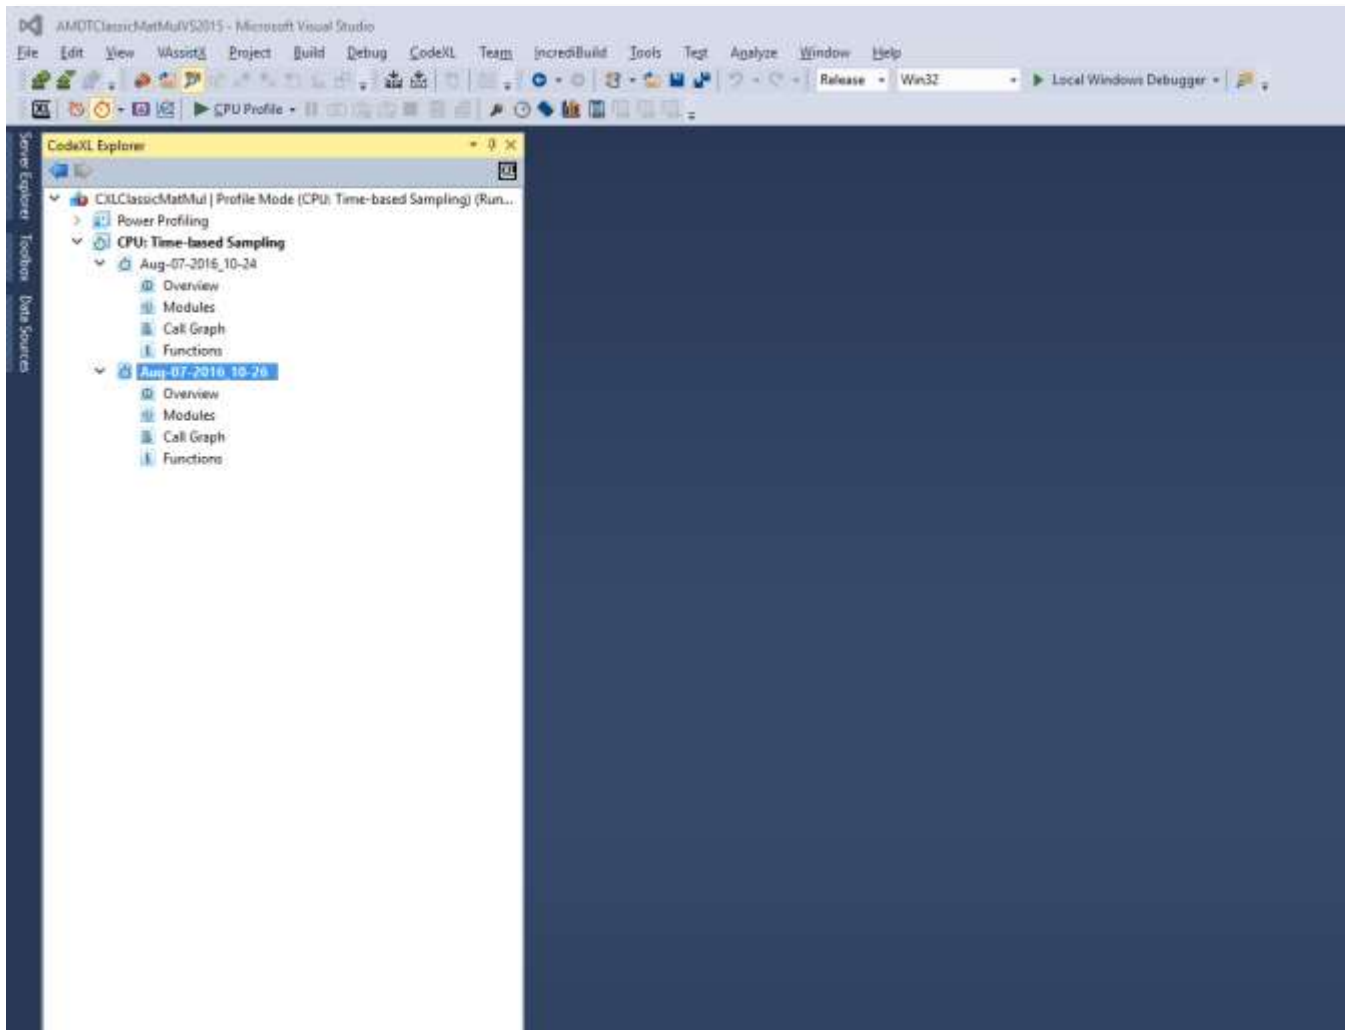 AMDTClassicMatMulVS2015 - Microsoft Visual Studio
File Edit View VAssistX Project Build Debug CodeXL Team IncrediBuild Tools Test Analyze Window Help
Release Win32 Local Windows Debugger
CPU Profile
Server Explorer
Toolbox
Data Sources
CodeXL Explorer
CXLClassicMatMul | Profile Mode (CPU: Time-based Sampling) (Run...
Power Profiling
CPU: Time-based Sampling
Aug-07-2016_10-24
Overview
Modules
Call Graph
Functions
Aug-07-2016_10-26
Overview
Modules
Call Graph
Functions